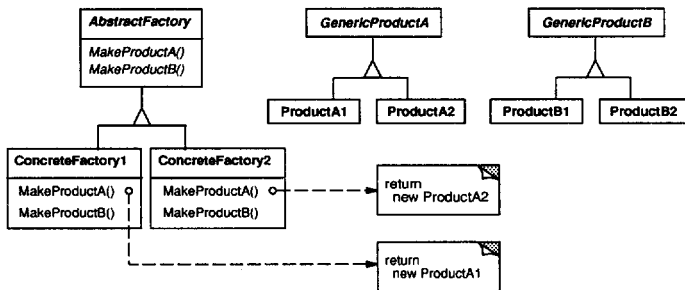 AbstractFactory
MakeProductA()
MakeProductB()
GenericProductA
GenericProductB
ProductA1
ProductA2
ProductB1
ProductB2
ConcreteFactory1
MakeProductA()
MakeProductB()
ConcreteFactory2
MakeProductA()
MakeProductB()
return
new ProductA2
return
new ProductA1